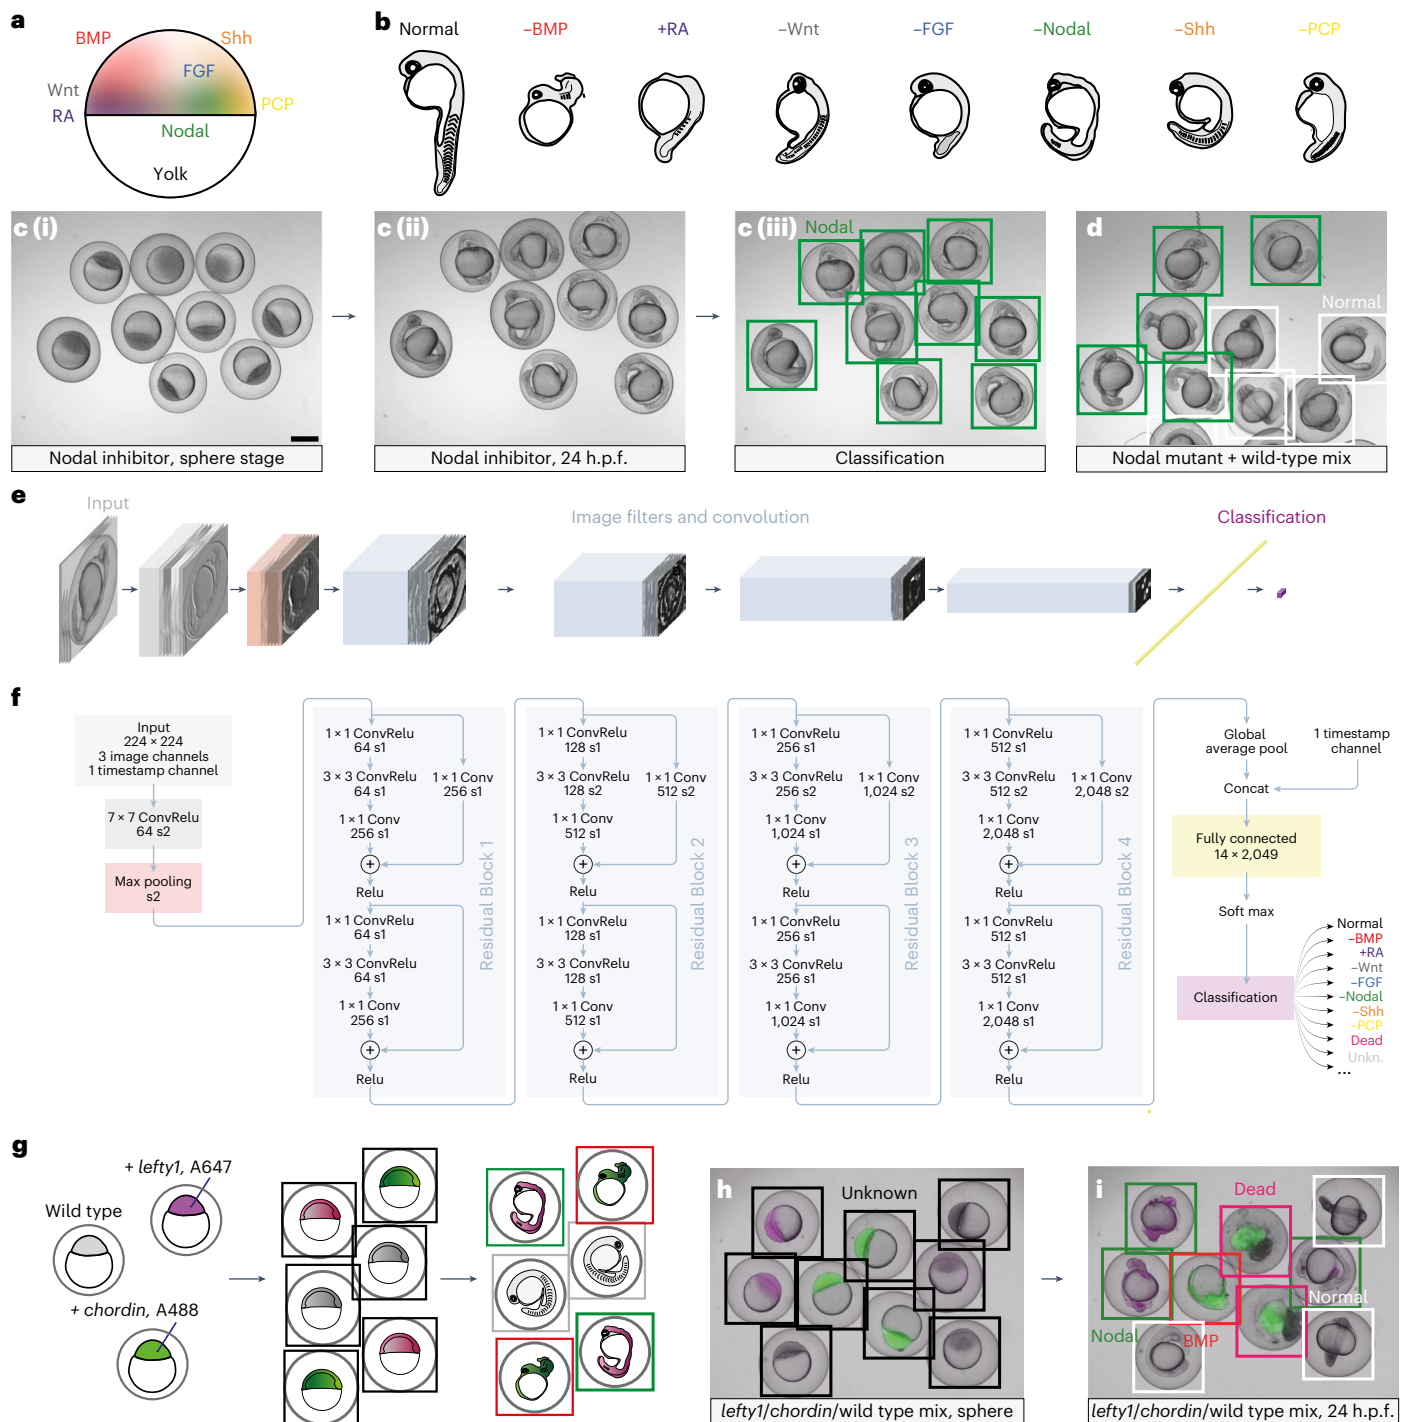 a
BMP
Shh
FGF
Wnt
RA
PCP
Nodal
Yolk
b
Normal
–BMP
+RA
–Wnt
–FGF
–Nodal
–Shh
–PCP
c (i)
Nodal inhibitor, sphere stage
c (ii)
Nodal inhibitor, 24 h.p.f.
c (iii)
Nodal
Classification
d
Normal
Nodal mutant + wild-type mix
e
Input
Image filters and convolution
Classification
f
Input
224 × 224
3 image channels
1 timestamp channel
7 × 7 ConvRelu
64 s2
Max pooling
s2
1 × 1 ConvRelu
64 s1
3 × 3 ConvRelu
64 s1
1 × 1 Conv
256 s1
1 × 1 Conv
256 s1
+
Relu
1 × 1 ConvRelu
64 s1
3 × 3 ConvRelu
64 s1
1 × 1 Conv
256 s1
+
Relu
Residual Block 1
1 × 1 ConvRelu
128 s1
3 × 3 ConvRelu
128 s2
1 × 1 Conv
512 s2
1 × 1 Conv
512 s1
+
Relu
1 × 1 ConvRelu
128 s1
3 × 3 ConvRelu
128 s1
1 × 1 Conv
512 s1
+
Relu
Residual Block 2
1 × 1 ConvRelu
256 s1
3 × 3 ConvRelu
256 s2
1 × 1 Conv
1,024 s2
1 × 1 Conv
1,024 s1
+
Relu
1 × 1 ConvRelu
256 s1
3 × 3 ConvRelu
256 s1
1 × 1 Conv
1,024 s1
+
Relu
Residual Block 3
1 × 1 ConvRelu
512 s1
3 × 3 ConvRelu
512 s2
1 × 1 Conv
2,048 s2
1 × 1 Conv
2,048 s1
+
Relu
1 × 1 ConvRelu
512 s1
3 × 3 ConvRelu
512 s1
1 × 1 Conv
2,048 s1
+
Relu
Residual Block 4
Global
average pool
1 timestamp
channel
Concat
Fully connected
14 × 2,049
Soft max
Classification
Normal
–BMP
+RA
–Wnt
–FGF
–Nodal
–Shh
–PCP
Dead
Unkn.
...
g
+ lefty1, A647
Wild type
+ chordin, A488
h
Unknown
lefty1/chordin/wild type mix, sphere
i
Dead
Normal
Nodal
BMP
lefty1/chordin/wild type mix, 24 h.p.f.